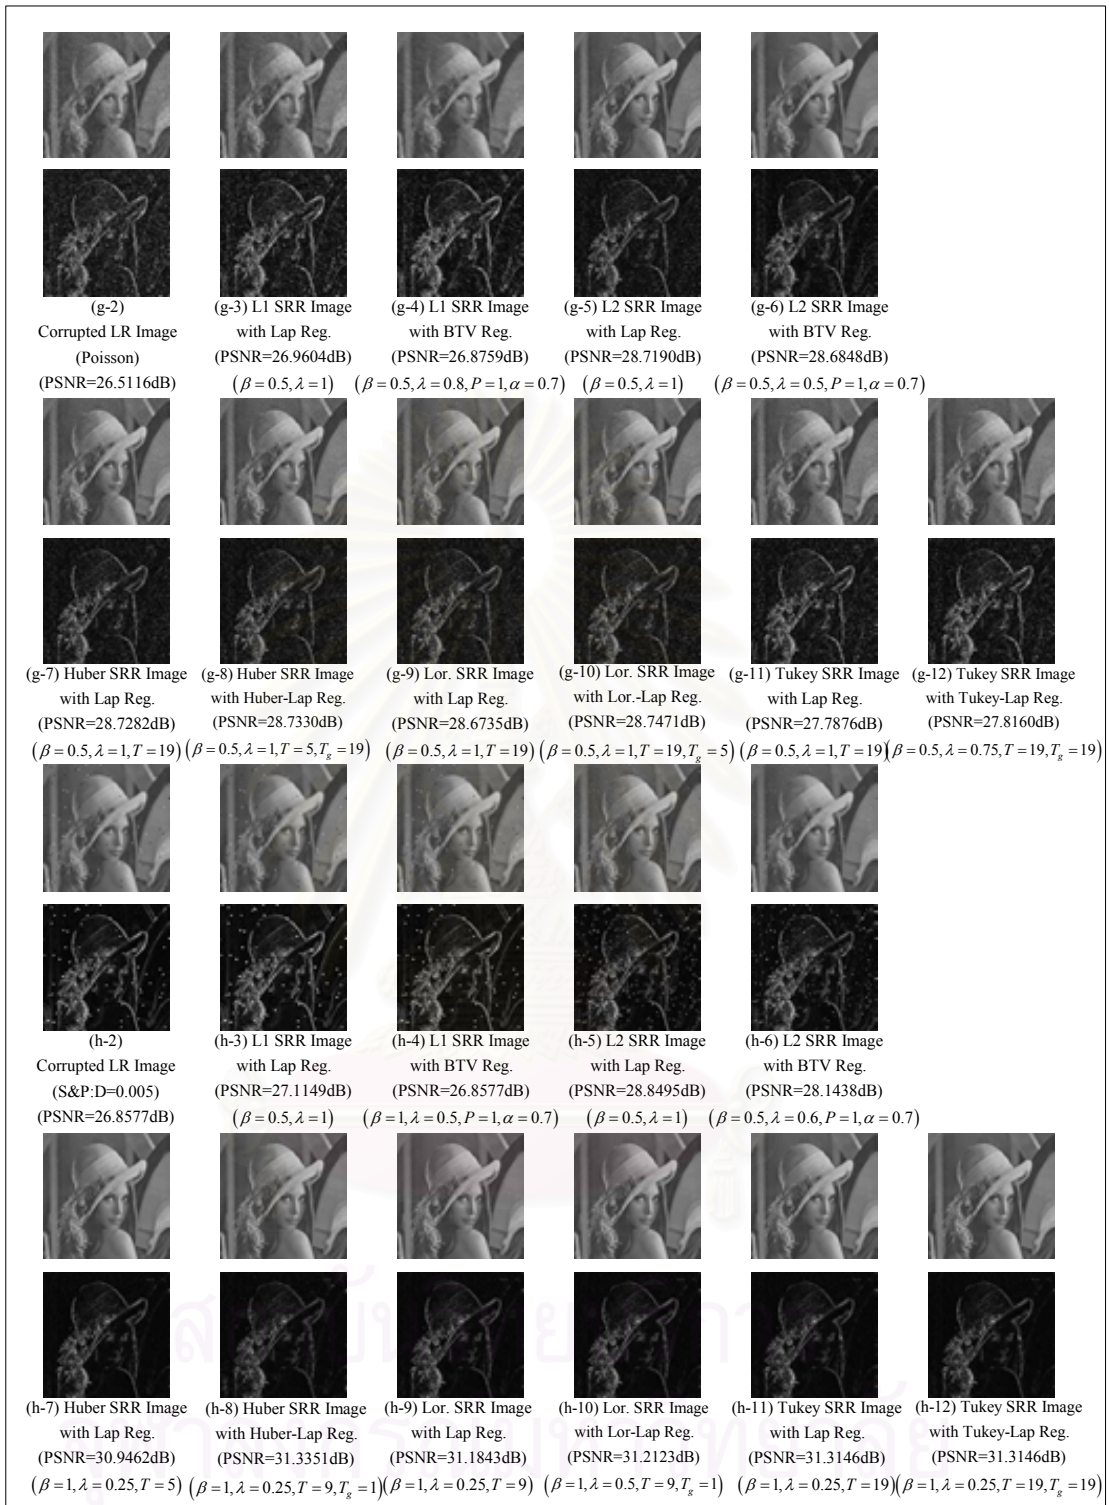 (g-2)
Corrupted LR Image
(Poisson)
(PSNR=26.5116dB)
(g-3) L1 SRR Image
with Lap Reg.
(PSNR=26.9604dB)
(β = 0.5, λ = 1)
(g-4) L1 SRR Image
with BTV Reg.
(PSNR=26.8759dB)
(β = 0.5, λ = 0.8, P = 1, α = 0.7)
(g-5) L2 SRR Image
with Lap Reg.
(PSNR=28.7190dB)
(β = 0.5, λ = 1)
(g-6) L2 SRR Image
with BTV Reg.
(PSNR=28.6848dB)
(β = 0.5, λ = 0.5, P = 1, α = 0.7)
(g-7) Huber SRR Image
with Lap Reg.
(PSNR=28.7282dB)
(β = 0.5, λ = 1, T = 19)
(g-8) Huber SRR Image
with Huber-Lap Reg.
(PSNR=28.7330dB)
(β = 0.5, λ = 1, T = 5, T_g = 19)
(g-9) Lor. SRR Image
with Lap Reg.
(PSNR=28.6735dB)
(β = 0.5, λ = 1, T = 19)
(g-10) Lor. SRR Image
with Lor.-Lap Reg.
(PSNR=28.7471dB)
(β = 0.5, λ = 1, T = 19, T_g = 5)
(g-11) Tukey SRR Image
with Lap Reg.
(PSNR=27.7876dB)
(β = 0.5, λ = 1, T = 19)
(g-12) Tukey SRR Image
with Tukey-Lap Reg.
(PSNR=27.8160dB)
(β = 0.5, λ = 0.75, T = 19, T_g = 19)
(h-2)
Corrupted LR Image
(S&P:D=0.005)
(PSNR=26.8577dB)
(h-3) L1 SRR Image
with Lap Reg.
(PSNR=27.1149dB)
(β = 0.5, λ = 1)
(h-4) L1 SRR Image
with BTV Reg.
(PSNR=26.8577dB)
(β = 1, λ = 0.5, P = 1, α = 0.7)
(h-5) L2 SRR Image
with Lap Reg.
(PSNR=28.8495dB)
(β = 0.5, λ = 1)
(h-6) L2 SRR Image
with BTV Reg.
(PSNR=28.1438dB)
(β = 0.5, λ = 0.6, P = 1, α = 0.7)
(h-7) Huber SRR Image
with Lap Reg.
(PSNR=30.9462dB)
(β = 1, λ = 0.25, T = 5)
(h-8) Huber SRR Image
with Huber-Lap Reg.
(PSNR=31.3351dB)
(β = 1, λ = 0.25, T = 9, T_g = 1)
(h-9) Lor. SRR Image
with Lap Reg.
(PSNR=31.1843dB)
(β = 1, λ = 0.25, T = 9)
(h-10) Lor. SRR Image
with Lor-Lap Reg.
(PSNR=31.2123dB)
(β = 1, λ = 0.5, T = 9, T_g = 1)
(h-11) Tukey SRR Image
with Lap Reg.
(PSNR=31.3146dB)
(β = 1, λ = 0.25, T = 19)
(h-12) Tukey SRR Image
with Tukey-Lap Reg.
(PSNR=31.3146dB)
(β = 1, λ = 0.25, T = 19, T_g = 19)